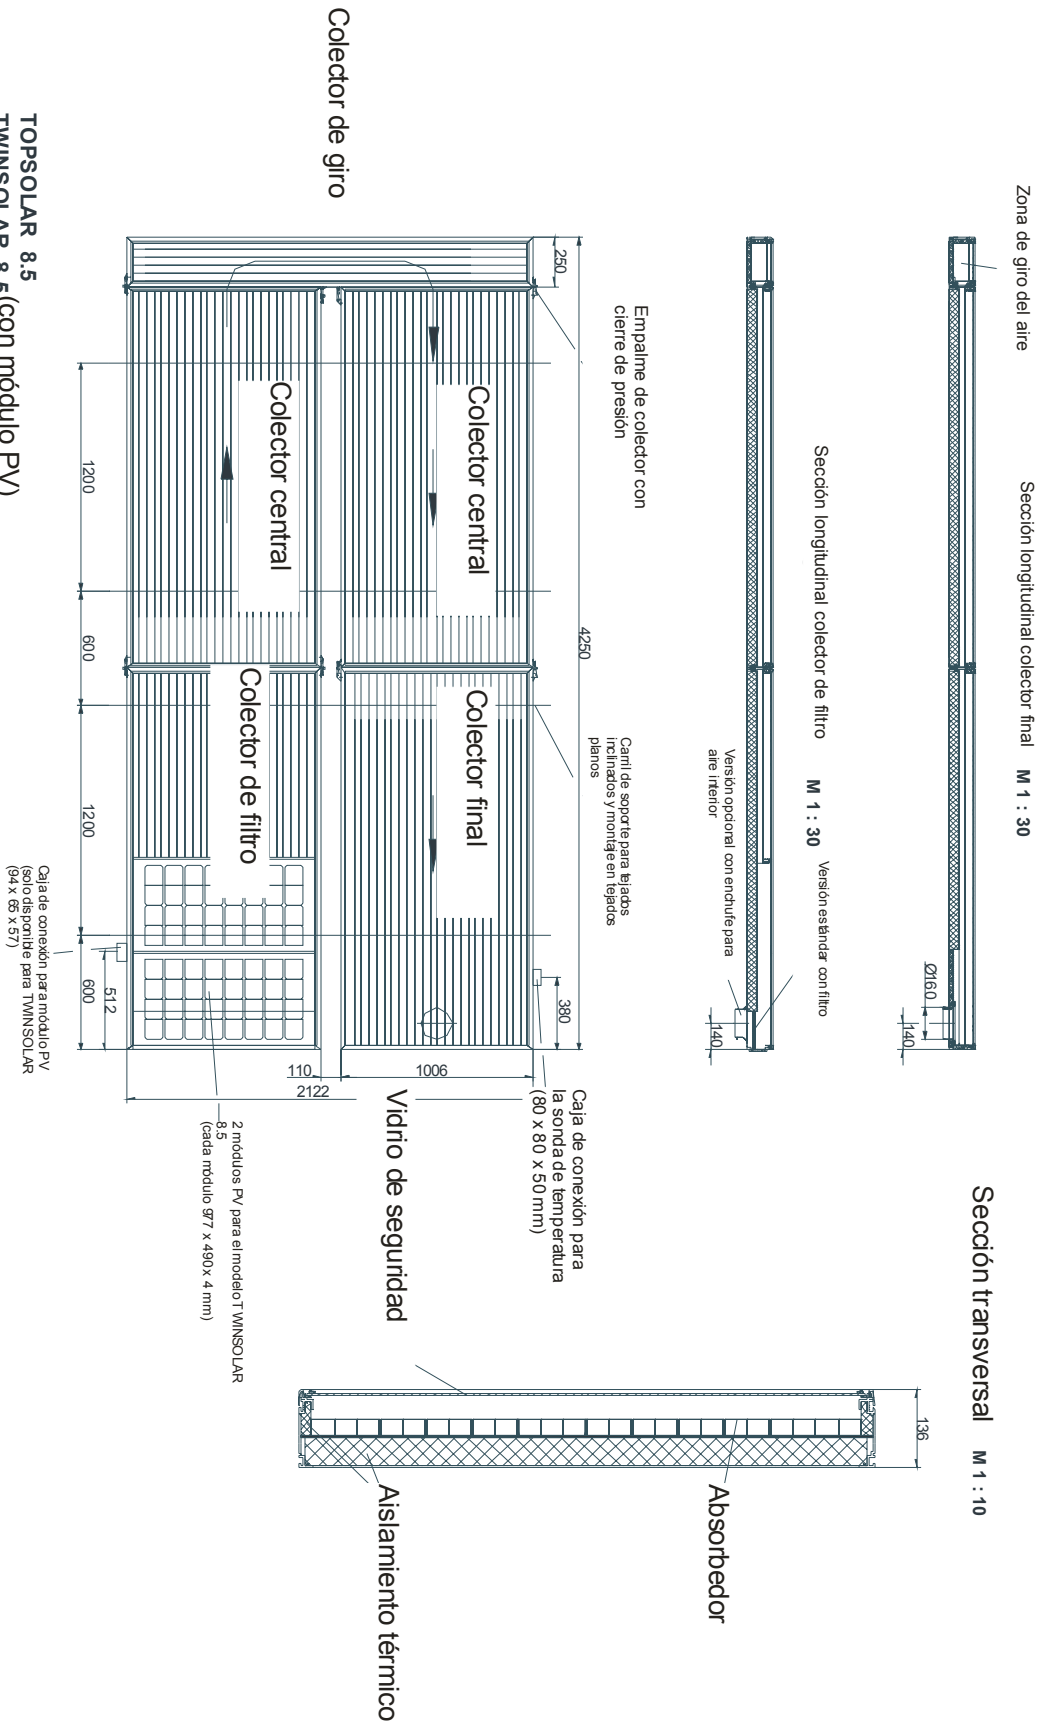 Zona de giro del aire
Sección longitudinal colector final M 1 : 30
Ø160
140
Sección longitudinal colector de filtro M 1 : 30
Versión opcional con enchufe para
aire interior
Versión estándar con filtro
140
Sección transversal M 1 : 10
136
Absorbedor
Aislamiento térmico
Vidrio de seguridad
Empalme de colector con
cierre de presión
Carril de soporte para tejados
inclinados y montaje en tejados
planos
Caja de conexión para
la sonda de temperatura
(80 x 80 x 50 mm)
4250
250
380
Colector de giro
Colector central
Colector final
Colector central
Colector de filtro
1006
110
2122
1200
600
1200
600
512
2 módulos PV para el modelo TWINSOLAR
8.5
(cada módulo 977 x 490 x 4 mm)
Caja de conexión para módulo PV
(solo disponible para TWINSOLAR
(94 x 65 x 57)
TOPSOLAR 8.5
TWINSOLAR 8.5 (con módulo PV)